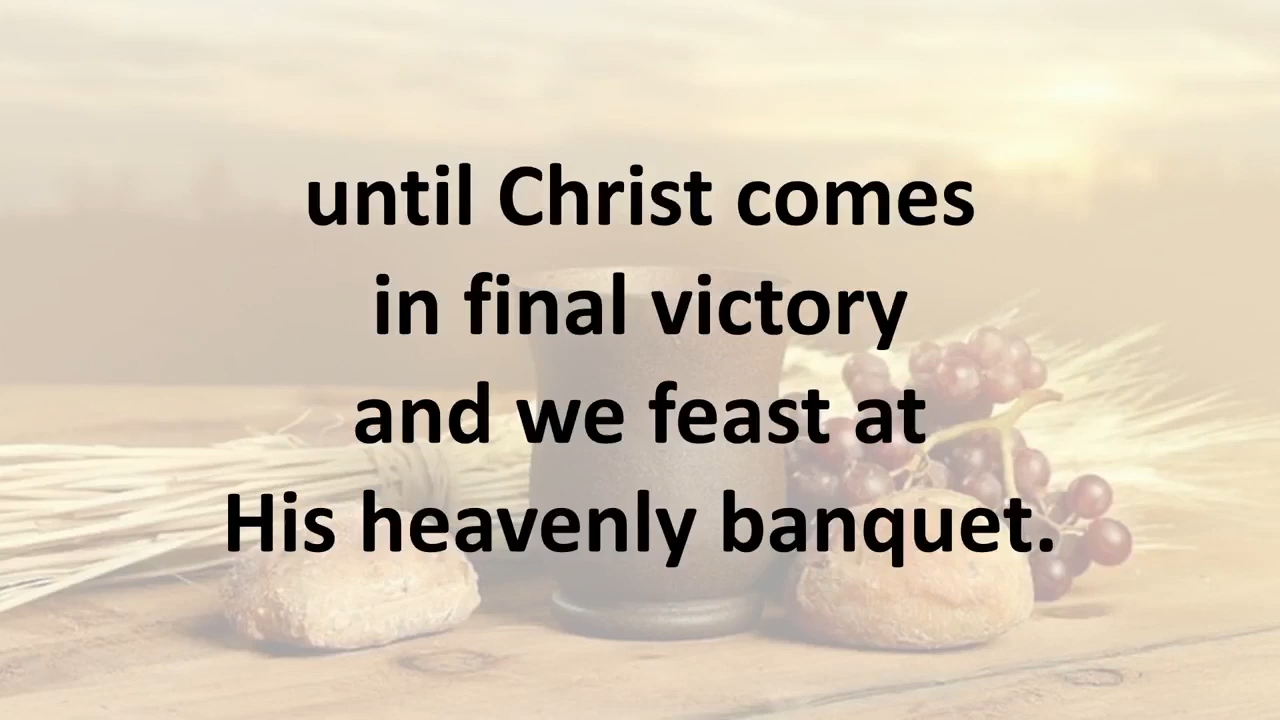 until Christ comes
in final victory
and we feast at
His heavenly banquet.